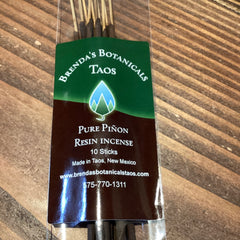 Brenda's Botanicals
Taos
Pure Piñon
Resin Incense
10 Sticks
Made in Taos, New Mexico
www.brendasbotanicalstaos.com
575-770-1311